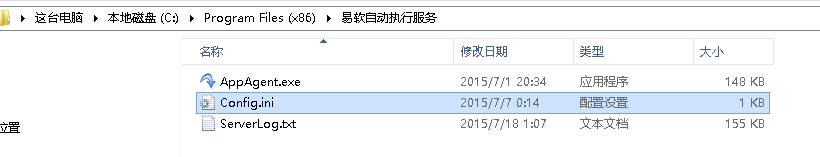 这台电脑 ▸ 本地磁盘 (C:) ▸ Program Files (x86) ▸ 易软自动执行服务
名称 修改日期 类型 大小
AppAgent.exe 2015/7/1 20:34 应用程序 148 KB
Config.ini 2015/7/7 0:14 配置设置 1 KB
位置 ServerLog.txt 2015/7/18 1:07 文本文档 155 KB